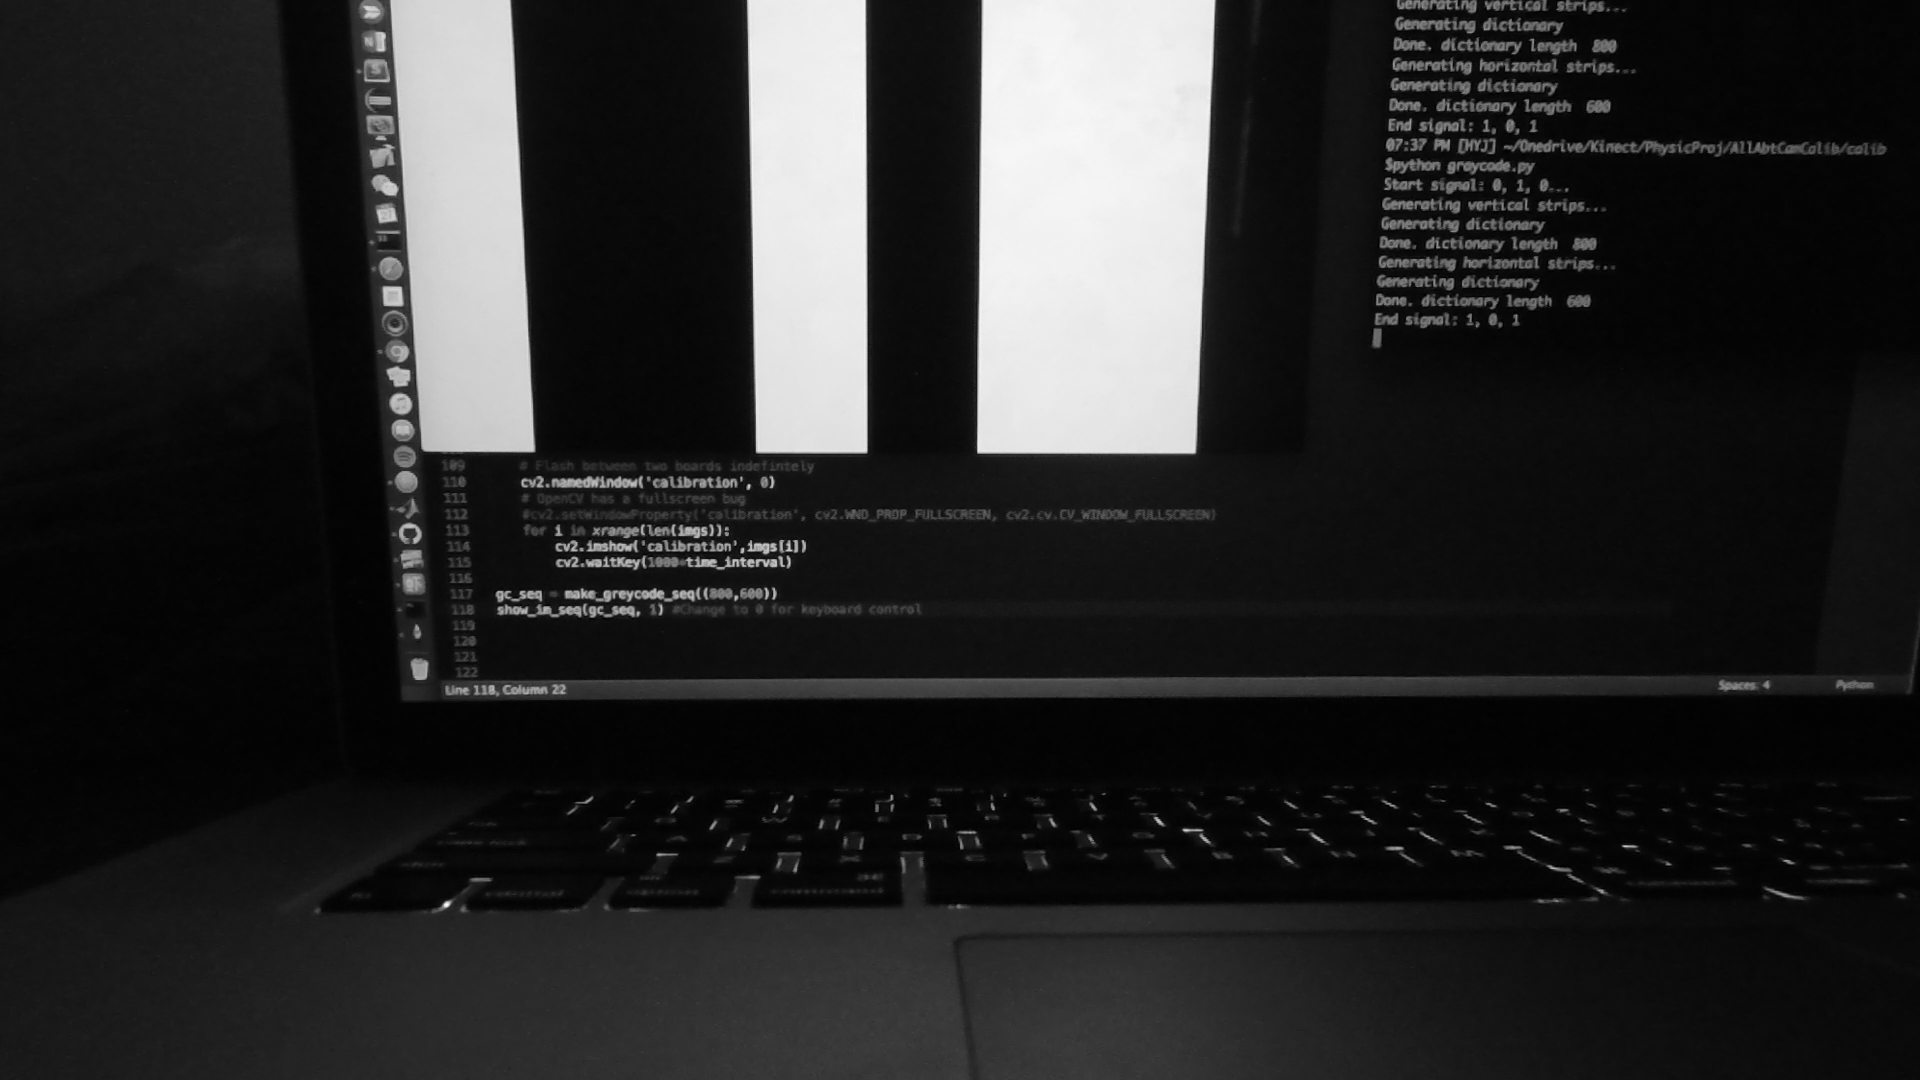 Generating vertical strips...
Generating dictionary
Done. dictionary length 800
Generating horizontal strips...
Generating dictionary
Done. dictionary length 600
End signal: 1, 0, 1
07:37 PM [HYJ] ~/Onedrive/Kinect/PhysicProj/AllAbtCamCalib/calib
$python graycode.py
Start signal: 0, 1, 0...
Generating vertical strips...
Generating dictionary
Done. dictionary length 800
Generating horizontal strips...
Generating dictionary
Done. dictionary length 600
End signal: 1, 0, 1
109 # Flash between two boards indefintely
110 cv2.namedWindow('calibration', 0)
111 # OpenCV has a fullscreen bug
112 #cv2.setWindowProperty('calibration', cv2.WND_PROP_FULLSCREEN, cv2.cv.CV_WINDOW_FULLSCREEN)
113 for i in xrange(len(imgs)):
114 cv2.imshow('calibration',imgs[i])
115 cv2.waitKey(1000*time_interval)
116
117 gc_seq = make_greycode_seq((800,600))
118 show_im_seq(gc_seq, 1) #Change to 0 for keyboard control
119
120
121
122
Line 118, Column 22
Spaces: 4
Python
W
A S D F
Z X C V B N M
fn control option command